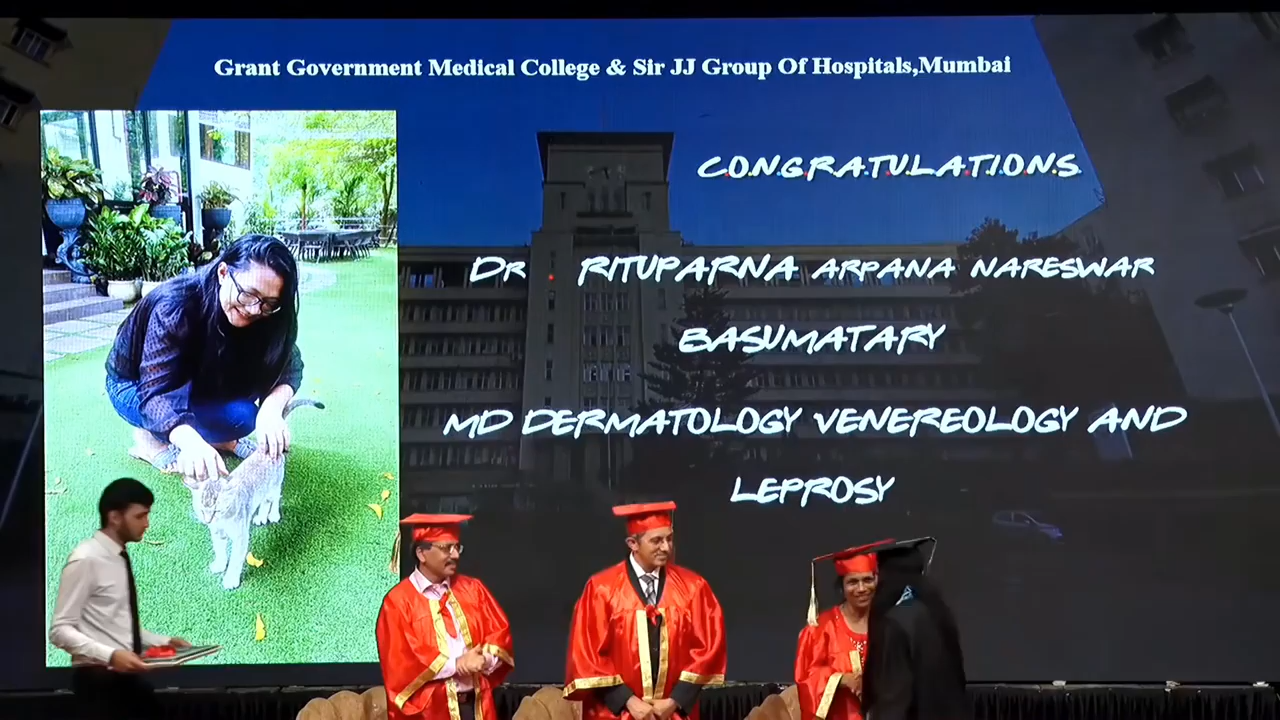 Grant Government Medical College & Sir JJ Group Of Hospitals,Mumbai
C.O.N.G.R.A.T.U.L.A.T.I.O.N.S.
DR . RITUPARNA ARPANA NARESWAR
BASUMATARY
MD DERMATOLOGY VENEREOLOGY AND
LEPROSY